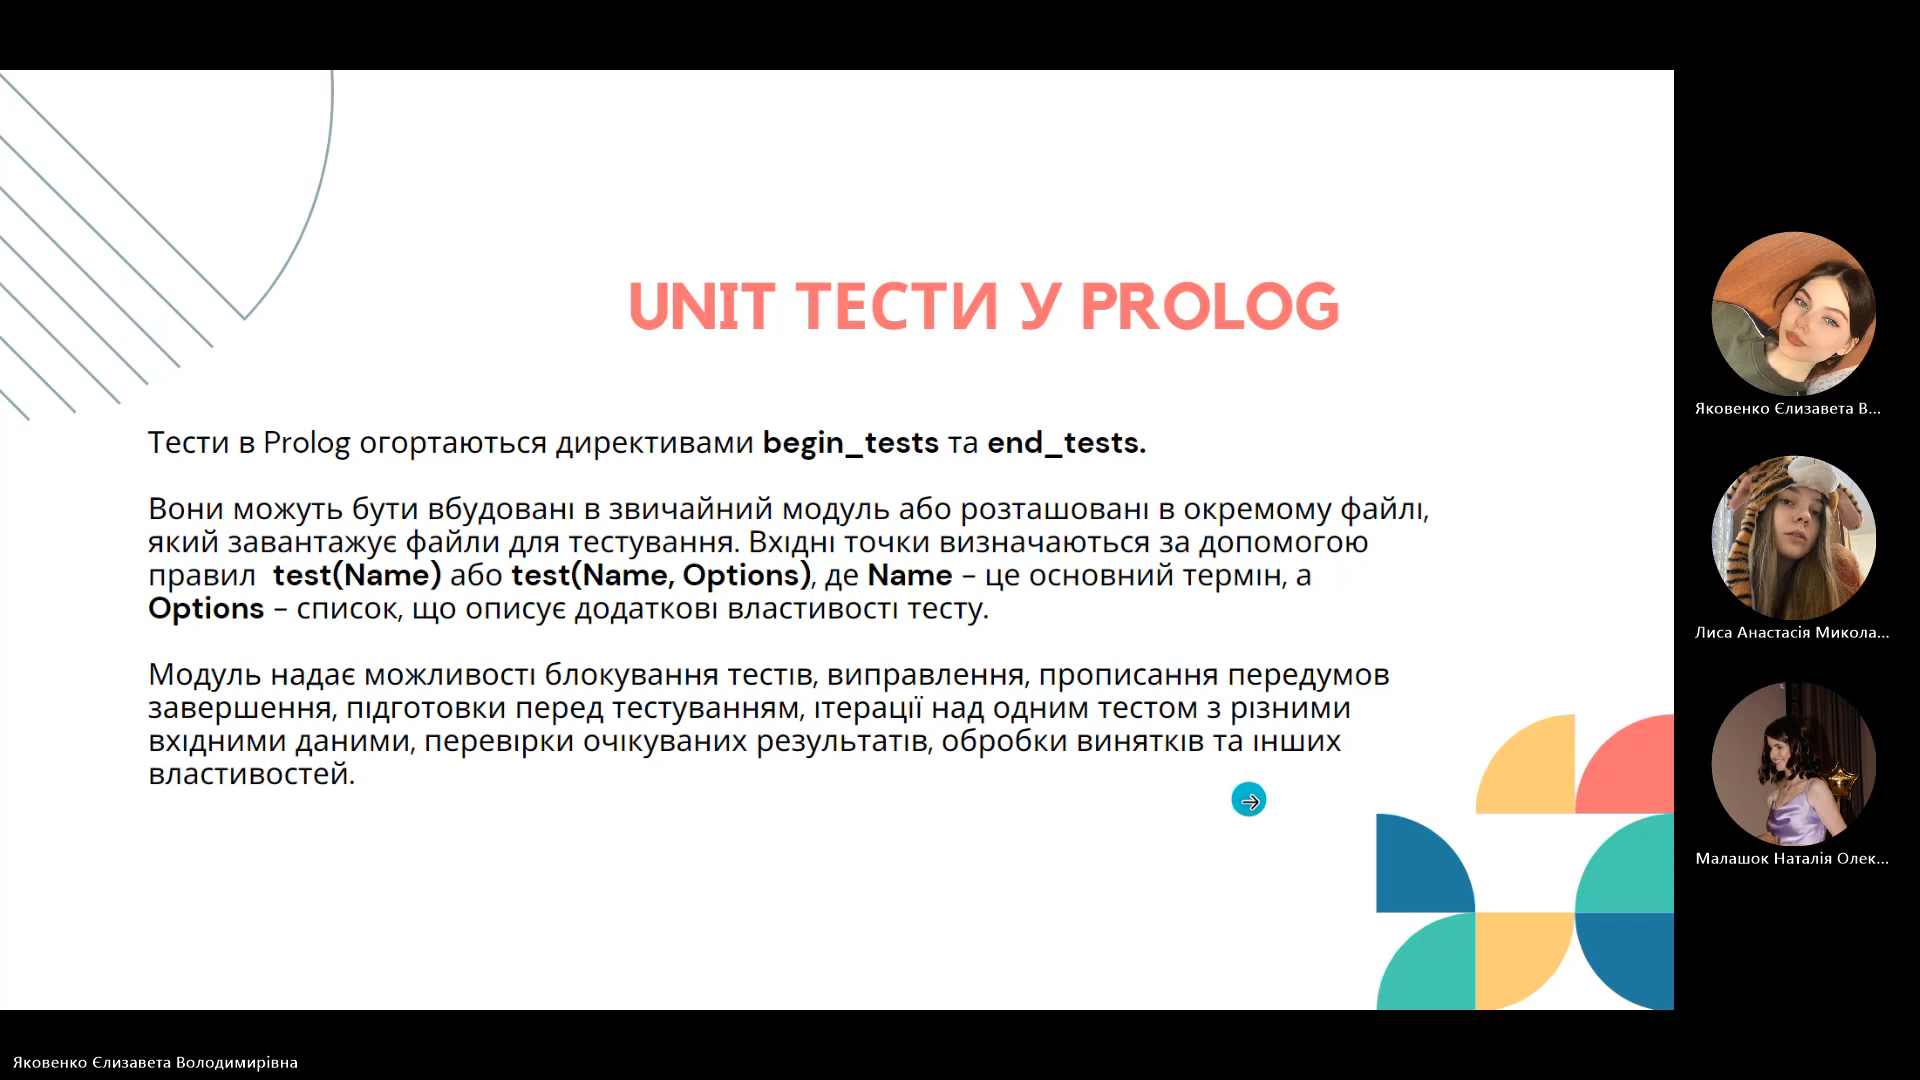 UNIT ТЕСТИ У PROLOG
Тести в Prolog огортаються директивами begin_tests та end_tests.
Вони можуть бути вбудовані в звичайний модуль або розташовані в окремому файлі,
який завантажує файли для тестування. Вхідні точки визначаються за допомогою
правил test(Name) або test(Name, Options), де Name – це основний термін, а
Options – список, що описує додаткові властивості тесту.
Модуль надає можливості блокування тестів, виправлення, прописання передумов
завершення, підготовки перед тестуванням, ітерації над одним тестом з різними
вхідними даними, перевірки очікуваних результатів, обробки винятків та інших
властивостей.
Яковенко Єлизавета В...
Лиса Анастасія Микола...
Малашок Наталія Олек...
Яковенко Єлизавета Володимирівна